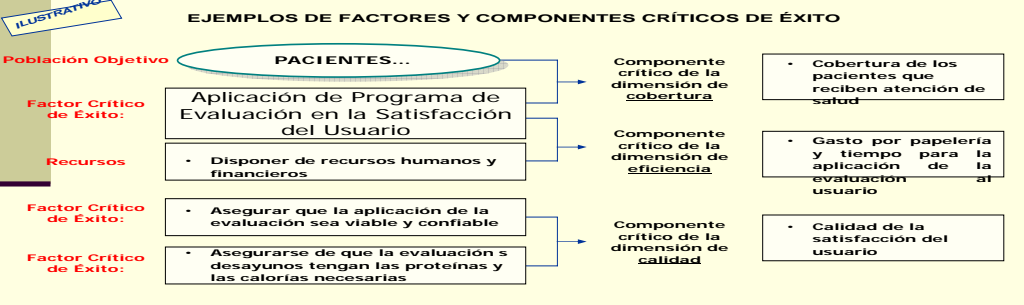 ILUSTRATIVO
EJEMPLOS DE FACTORES Y COMPONENTES CRÍTICOS DE ÉXITO
Población Objetivo
PACIENTES...
Factor Crítico
de Éxito:
Aplicación de Programa de
Evaluación en la Satisfacción
del Usuario
Recursos
• Disponer de recursos humanos y
financieros
Factor Crítico
de Éxito:
• Asegurar que la aplicación de la
evaluación sea viable y confiable
Factor Crítico
de Éxito:
• Asegurarse de que la evaluación s
desayunos tengan las proteínas y
las calorías necesarias
Componente
crítico de la
dimensión de
cobertura
• Cobertura de los
pacientes que
reciben atención de
salud
Componente
crítico de la
dimensión de
eficiencia
• Gasto por papelería
y tiempo para la
aplicación de la
evaluación al
usuario
Componente
crítico de la
dimensión de
calidad
• Calidad de la
satisfacción del
usuario